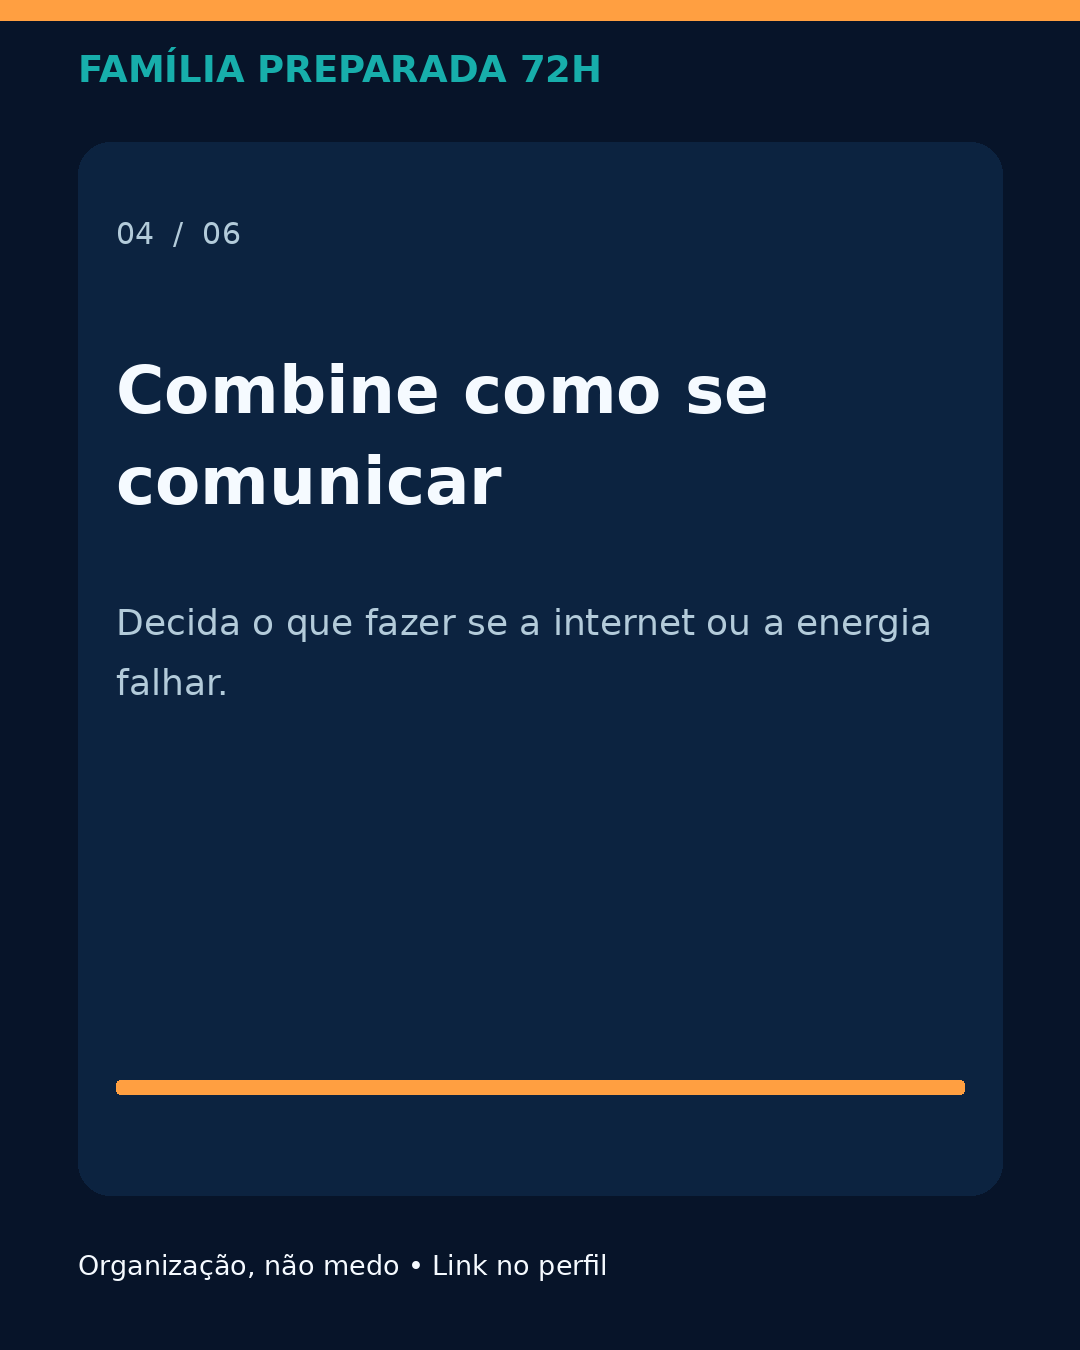 FAMÍLIA PREPARADA 72H
04 / 06
Combine como se
comunicar
Decida o que fazer se a internet ou a energia
falhar.
Organização, não medo • Link no perfil